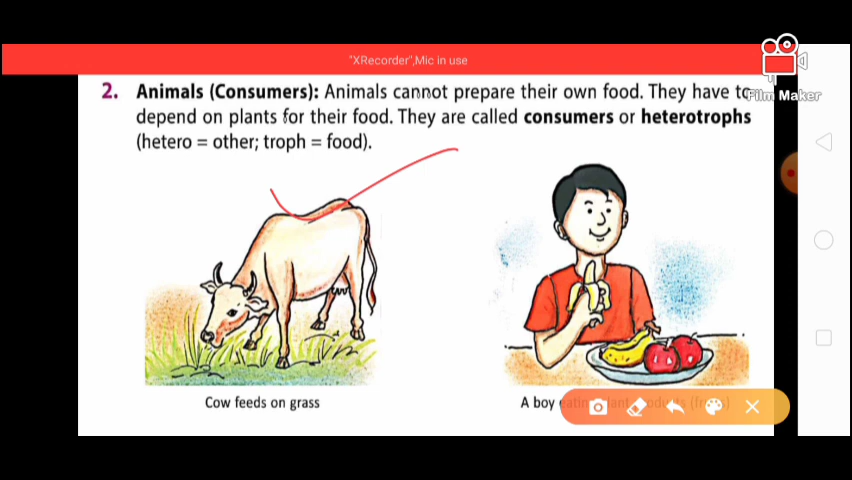 "XRecorder",Mic in use
Film Maker
2. Animals (Consumers): Animals cannot prepare their own food. They have to
depend on plants for their food. They are called consumers or heterotrophs
(hetero = other; troph = food).
Cow feeds on grass
A boy